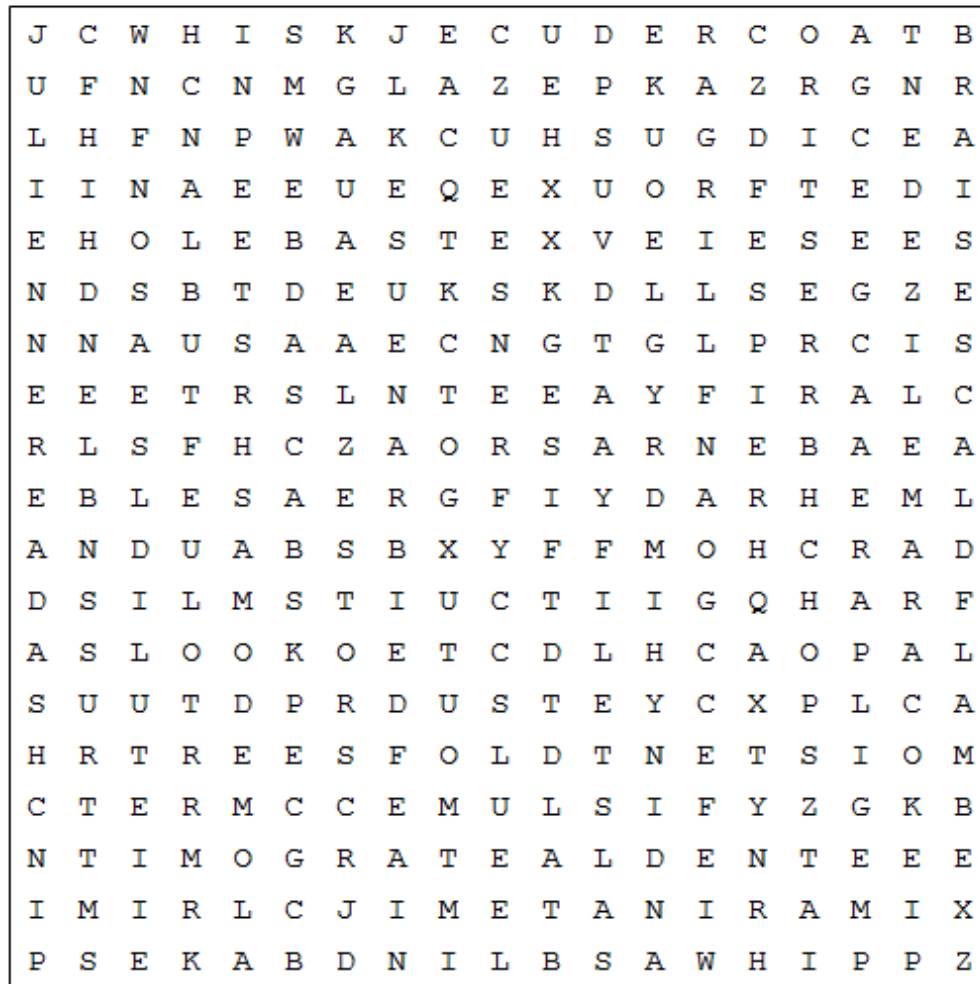 J C W H I S K J E C U D E R C O A T B
U F N C N M G L A Z E P K A Z R G N R
L H F N P W A K C U H S U G D I C E A
I I N A E E U E Q E X U O R F T E D I
E H O L E B A S T E X V E I E S E E S
N D S B T D E U K S K D L L S E G Z E
N N A U S A A E C N G T G L P R C I S
E E E T R S L N T E E A Y F I R A L C
R L S F H C Z A O R S A R N E B A E A
E B L E S A E R G F I Y D A R H E M L
A N D U A B S B X Y F F M O H C R A D
D S I L M S T I U C T I I G Q H A R F
A S L O O K O E T C D L H C A O P A L
S U U T D P R D U S T E Y C X P L C A
H R T R E E S F O L D T N E T S I O M
C T E R M C C E M U L S I F Y Z G K B
N T I M O G R A T E A L D E N T E E E
I M I R L C J I M E T A N I R A M I X
P S E K A B D N I L B S A W H I P P Z